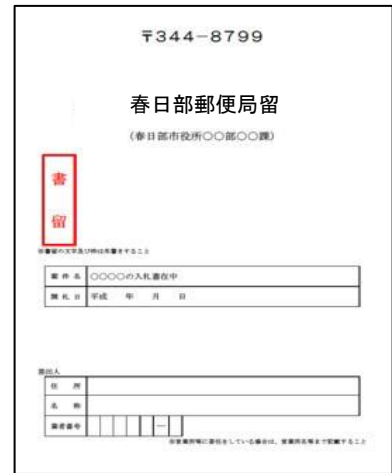 〒344-8799
春日部郵便局留
(春日部市役所〇〇部〇〇課)
書
留
※書留の文字及び枠は朱書をすること
案件名 〇〇〇〇の入札書在中
開札日 平成 年 月 日
差出人
住所
名称
業者番号 －
※営業所等に委任をしている場合は、営業所名等まで記載すること